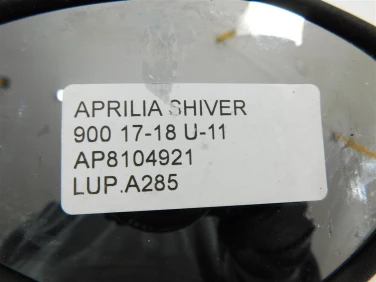 APRILIA SHIVER
900 17-18 U-11
AP8104921
LUP.A285